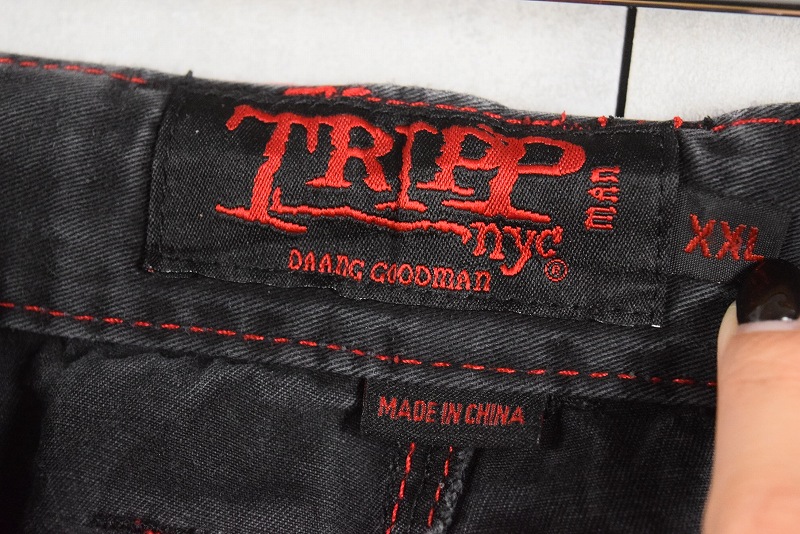 TRIPP
nyc®
DAANG GOODMAN
man
XXL
MADE IN CHINA